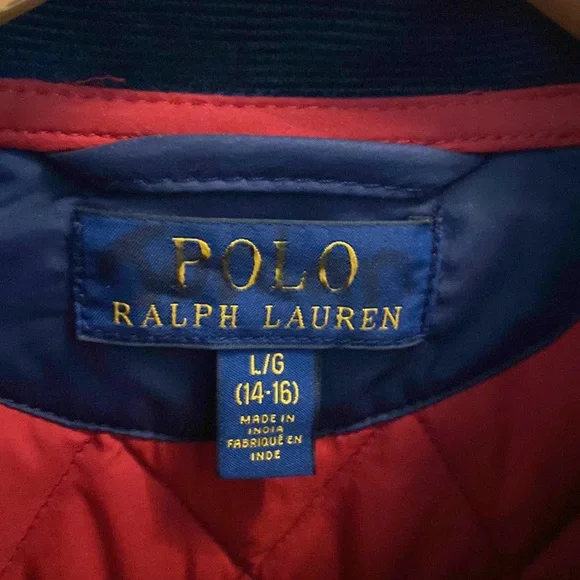 POLO
RALPH LAUREN
L/G
(14-16)
MADE IN
INDIA
FABRIQUÉ EN
INDE